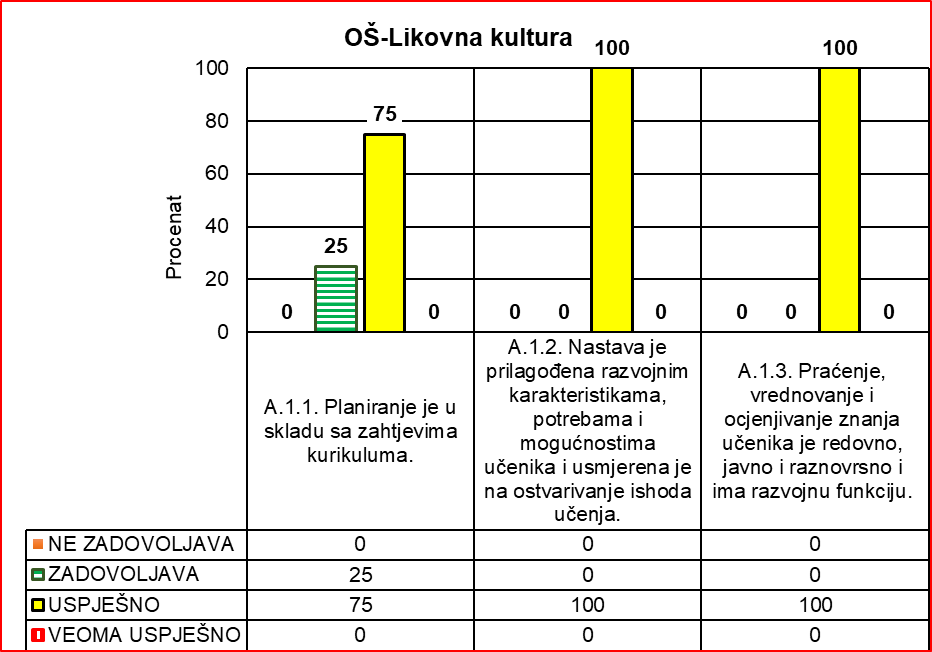 OŠ-Likovna kultura
Procenat
100
80
60
40
20
0
0
25
75
0
0
0
100
0
0
0
100
0
A.1.1. Planiranje je u
skladu sa zahtjevima
kurikuluma.
A.1.2. Nastava je
prilagođena razvojnim
karakteristikama,
potrebama i
mogućnostima
učenika i usmjerena je
na ostvarivanje ishoda
učenja.
A.1.3. Praćenje,
vrednovanje i
ocjenjivanje znanja
učenika je redovno,
javno i raznovrsno i
ima razvojnu funkciju.
NE ZADOVOLJAVA 0 0 0
ZADOVOLJAVA 25 0 0
USPJEŠNO 75 100 100
VEOMA USPJEŠNO 0 0 0